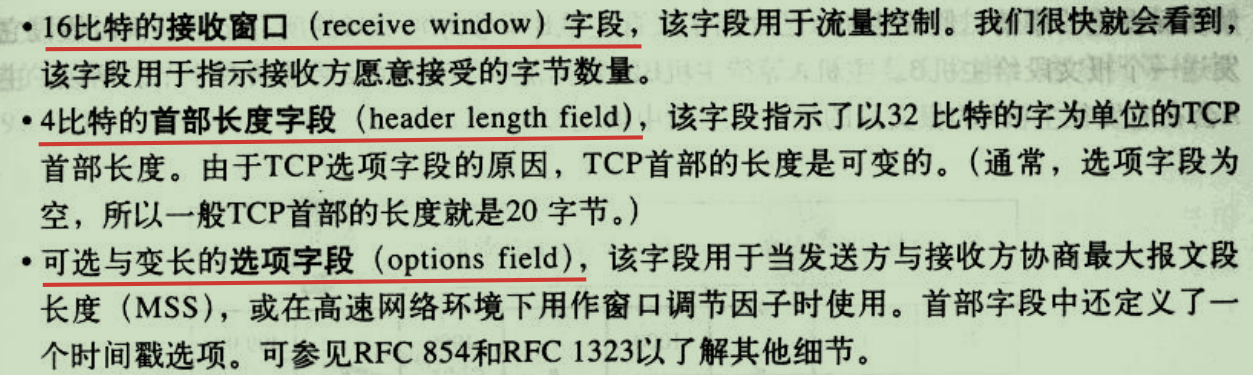 • 16比特的接收窗口（receive window）字段，该字段用于流量控制。我们很快就会看到，
该字段用于指示接收方愿意接受的字节数量。
• 4比特的首部长度字段（header length field），该字段指示了以32 比特的字为单位的TCP
首部长度。由于TCP选项字段的原因，TCP首部的长度是可变的。（通常，选项字段为
空，所以一般TCP首部的长度就是20 字节。）
• 可选与变长的选项字段（options field），该字段用于当发送方与接收方协商最大报文段
长度（MSS），或在高速网络环境下用作窗口调节因子时使用。首部字段中还定义了一
个时间戳选项。可参见RFC 854和RFC 1323以了解其他细节。